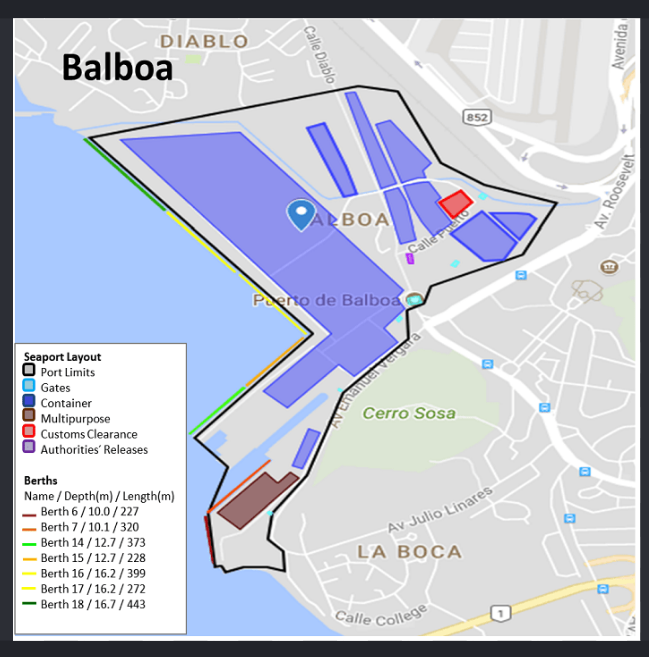 DIABLO
Calle Diablo
Avenida
Balboa
852
Av. Roosevelt
ALBOA
Calle Puerto
Puerto de Balboa
Av Emanuel Vergara
Cerro Sosa
Seaport Layout
Port Limits
Gates
Container
Multipurpose
Customs Clearance
Authorities' Releases
Berths
Name / Depth(m) / Length(m)
Berth 6 / 10.0 / 227
Berth 7 / 10.1 / 320
Berth 14 / 12.7 / 373
Berth 15 / 12.7 / 228
Berth 16 / 16.2 / 399
Berth 17 / 16.2 / 272
Berth 18 / 16.7 / 443
Av Julio Linares
LA BOCA
Calle College
1